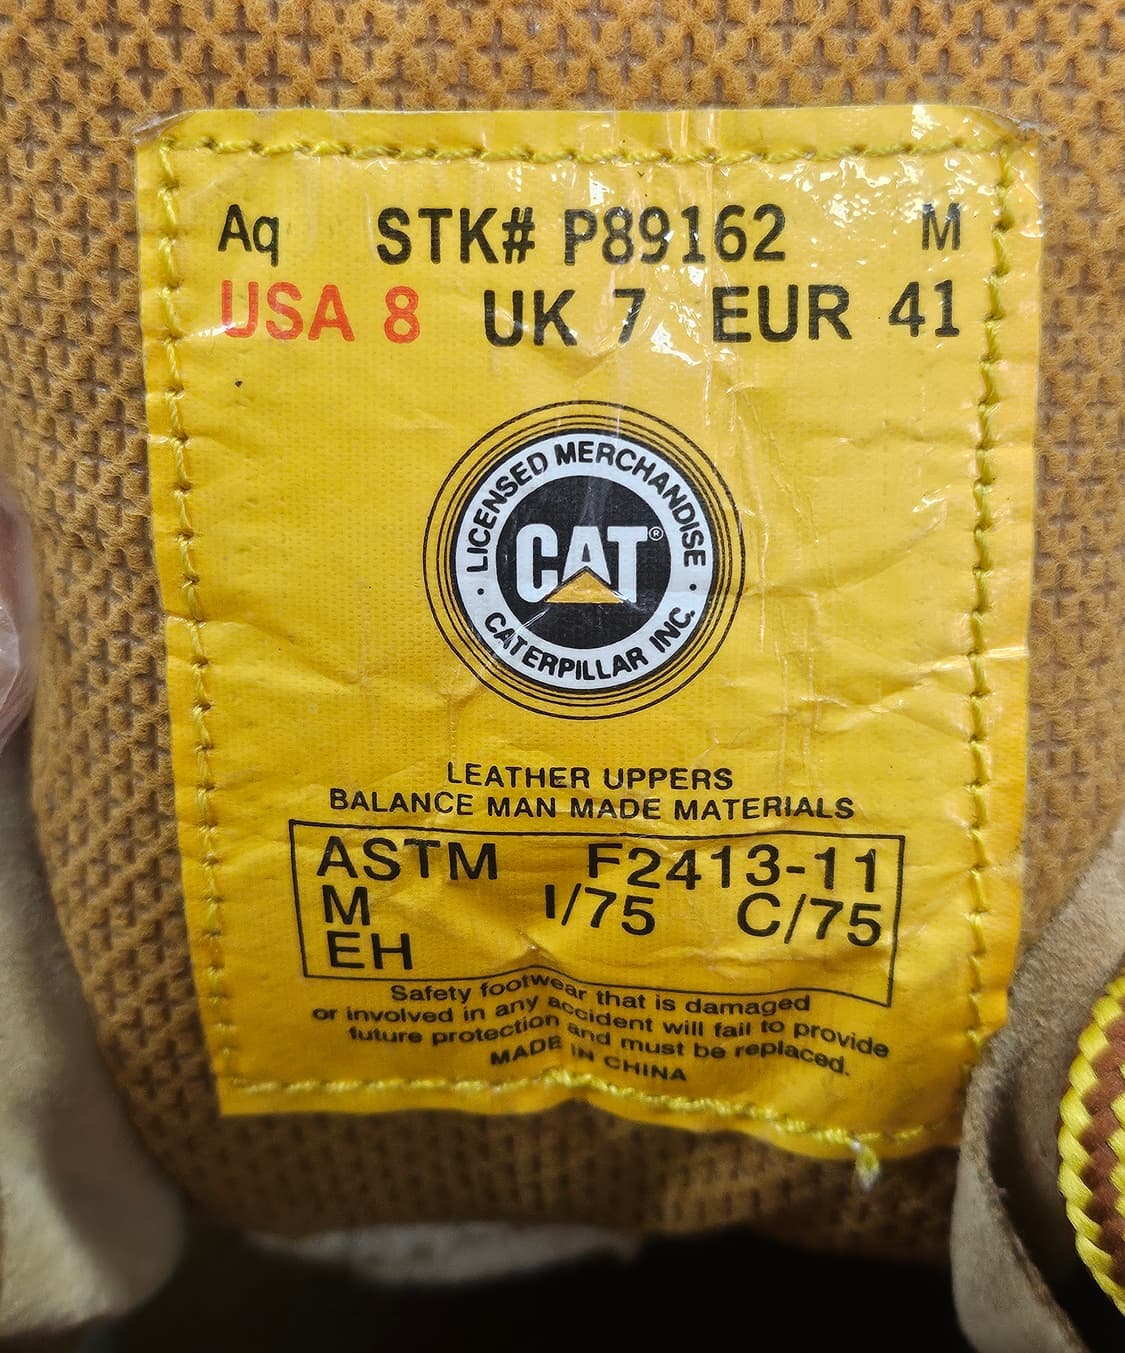 Aq STK# P89162 M
USA 8 UK 7 EUR 41
LICENSED MERCHANDISE
CAT®
· CATERPILLAR INC. ·
LEATHER UPPERS
BALANCE MAN MADE MATERIALS
ASTM F2413-11
M I/75 C/75
EH
Safety footwear that is damaged
or involved in any accident will fail to provide
future protection and must be replaced.
MADE IN CHINA